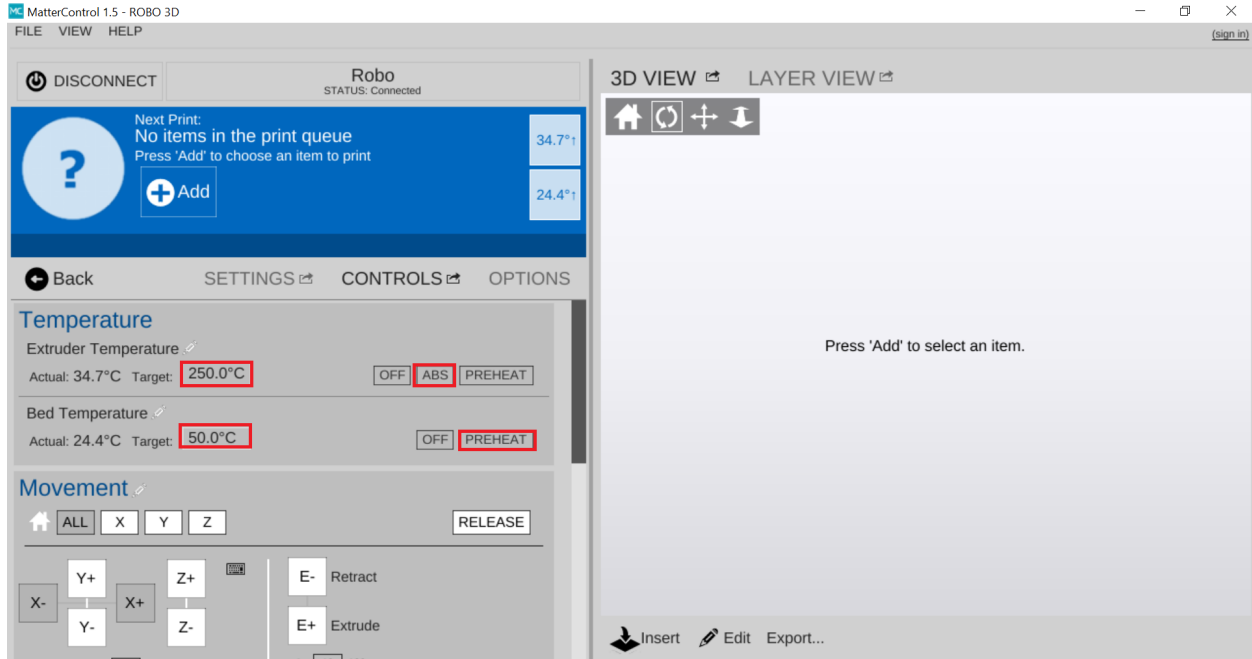 MC MatterControl 1.5 - ROBO 3D
FILE VIEW HELP
(sign in)
DISCONNECT
Robo
STATUS: Connected
Next Print:
No items in the print queue
Press 'Add' to choose an item to print
?
Add
34.7°↑
24.4°↑
Back SETTINGS CONTROLS OPTIONS
Temperature
Extruder Temperature
Actual: 34.7°C Target: 250.0°C OFF ABS PREHEAT
Bed Temperature
Actual: 24.4°C Target: 50.0°C OFF PREHEAT
Movement
ALL X Y Z RELEASE
Y+ Z+ E- Retract
X- X+
Y- Z- E+ Extrude
3D VIEW LAYER VIEW
Press 'Add' to select an item.
Insert Edit Export...